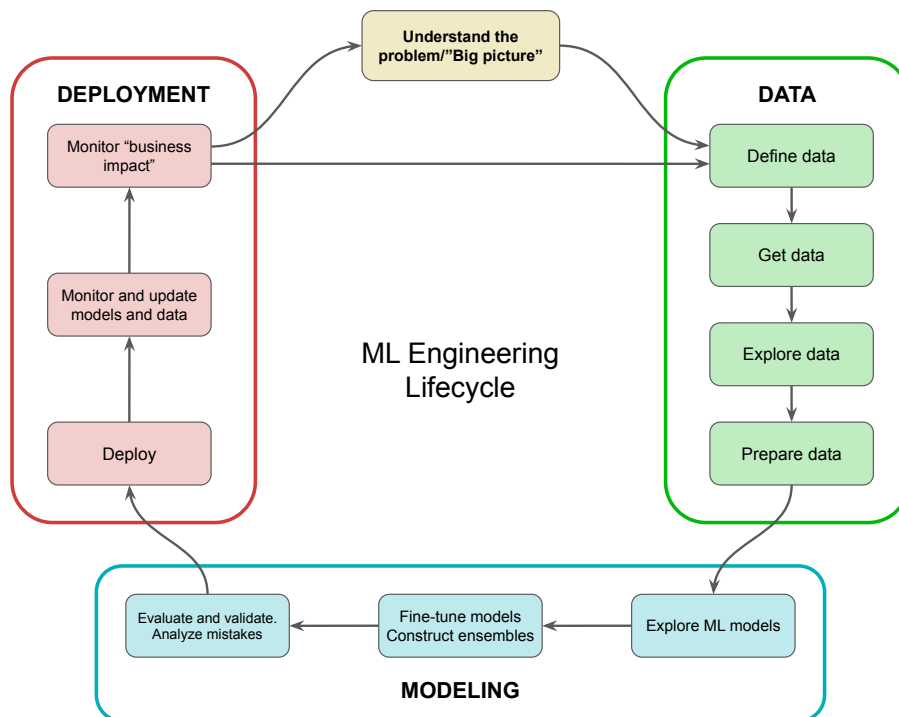 Understand the
problem/”Big picture”
DEPLOYMENT
Monitor “business
impact”
Monitor and update
models and data
Deploy
ML Engineering
Lifecycle
DATA
Define data
Get data
Explore data
Prepare data
Evaluate and validate.
Analyze mistakes
Fine-tune models
Construct ensembles
Explore ML models
MODELING